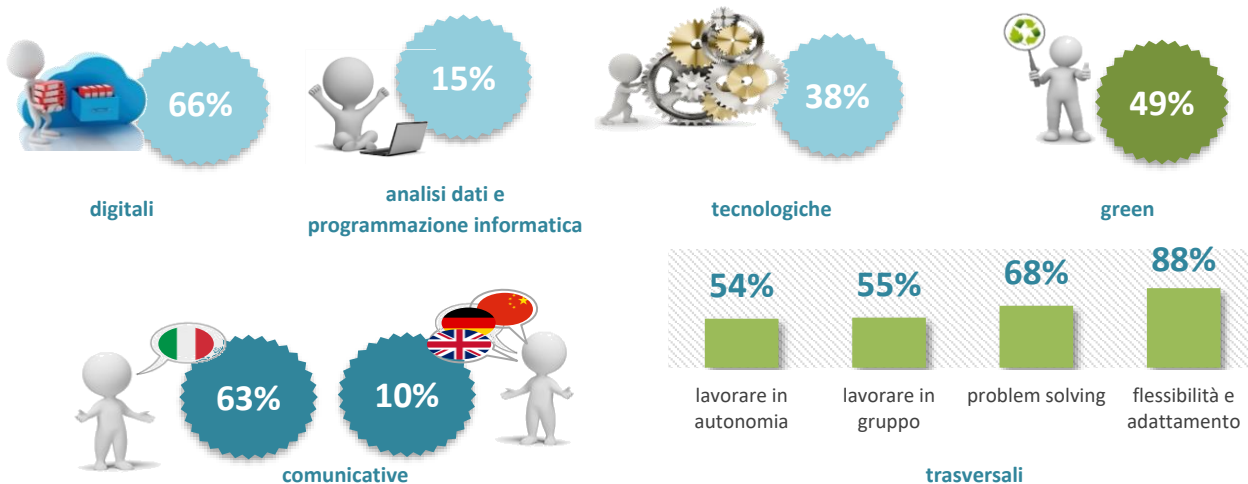 66%
15%
38%
49%
digitali
analisi dati e
programmazione informatica
tecnologiche
green
63%
10%
comunicative
54%
55%
68%
88%
lavorare in
autonomia
lavorare in
gruppo
problem solving
flessibilità e
adattamento
trasversali